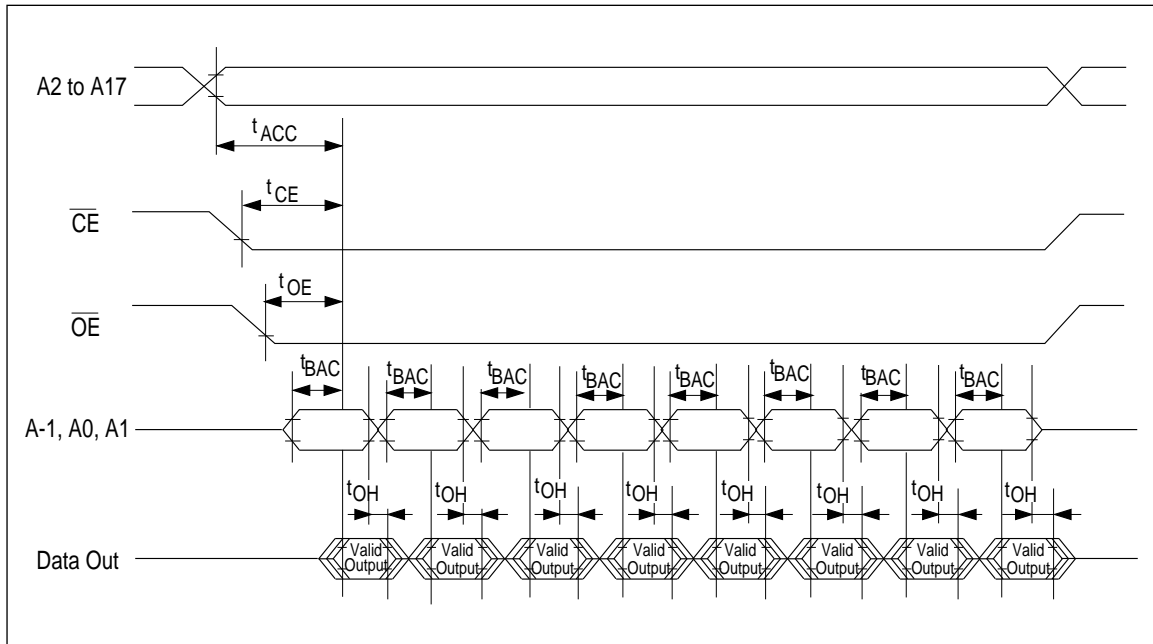 A2 to A17
tACC
tCE
CE
tOE
OE
tBAC tBAC tBAC tBAC tBAC tBAC tBAC tBAC
A-1, A0, A1
tOH tOH tOH tOH tOH tOH tOH tOH
Data Out
Valid Output Valid Output Valid Output Valid Output Valid Output Valid Output Valid Output Valid Output